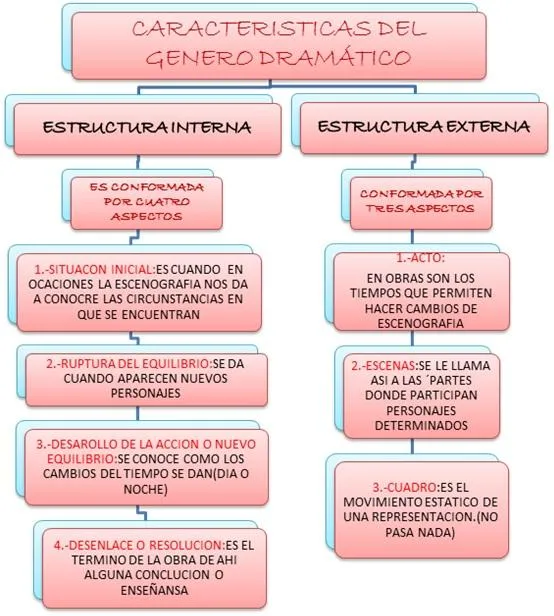 CARACTERISTICAS DEL
GENERO DRAMÁTICO
ESTRUCTURA INTERNA
ES CONFORMADA
POR CUATRO
ASPECTOS
1.-SITUACON INICIAL:ES CUANDO EN
OCACIONES LA ESCENOGRAFIA NOS DA
A CONOCRE LAS CIRCUNSTANCIAS EN
QUE SE ENCUENTRAN
2.-RUPTURA DEL EQUILIBRIO:SE DA
CUANDO APARECEN NUEVOS
PERSONAJES
3.-DESAROLLO DE LA ACCION O NUEVO
EQUILIBRIO:SE CONOCE COMO LOS
CAMBIOS DEL TIEMPO SE DAN(DIA O
NOCHE)
4.-DESENLACE O RESOLUCION:ES EL
TERMINO DE LA OBRA DE AHI
ALGUNA CONCLUCION O
ENSEÑANSA
ESTRUCTURA EXTERNA
CONFORMADA POR
TRES ASPECTOS
1.-ACTO:
EN OBRAS SON LOS
TIEMPOS QUE PERMITEN
HACER CAMBIOS DE
ESCENOGRAFIA
2.-ESCENAS:SE LE LLAMA
ASI A LAS ´PARTES
DONDE PARTICIPAN
PERSONAJES
DETERMINADOS
3.-CUADRO:ES EL
MOVIMIENTO ESTATICO DE
UNA REPRESENTACION.(NO
PASA NADA)